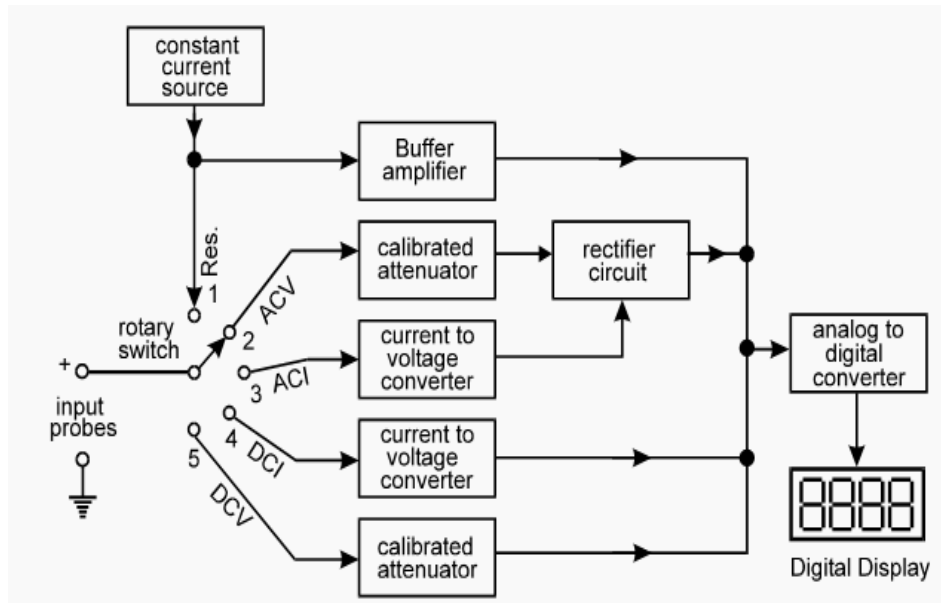 constant
current
source
Buffer
amplifier
Res.
1
calibrated
attenuator
rectifier
circuit
ACV
2
rotary
switch
+
current to
voltage
converter
3 ACI
analog to
digital
converter
input
probes
4 DCI
current to
voltage
converter
5
DCV
8888
calibrated
attenuator
Digital Display